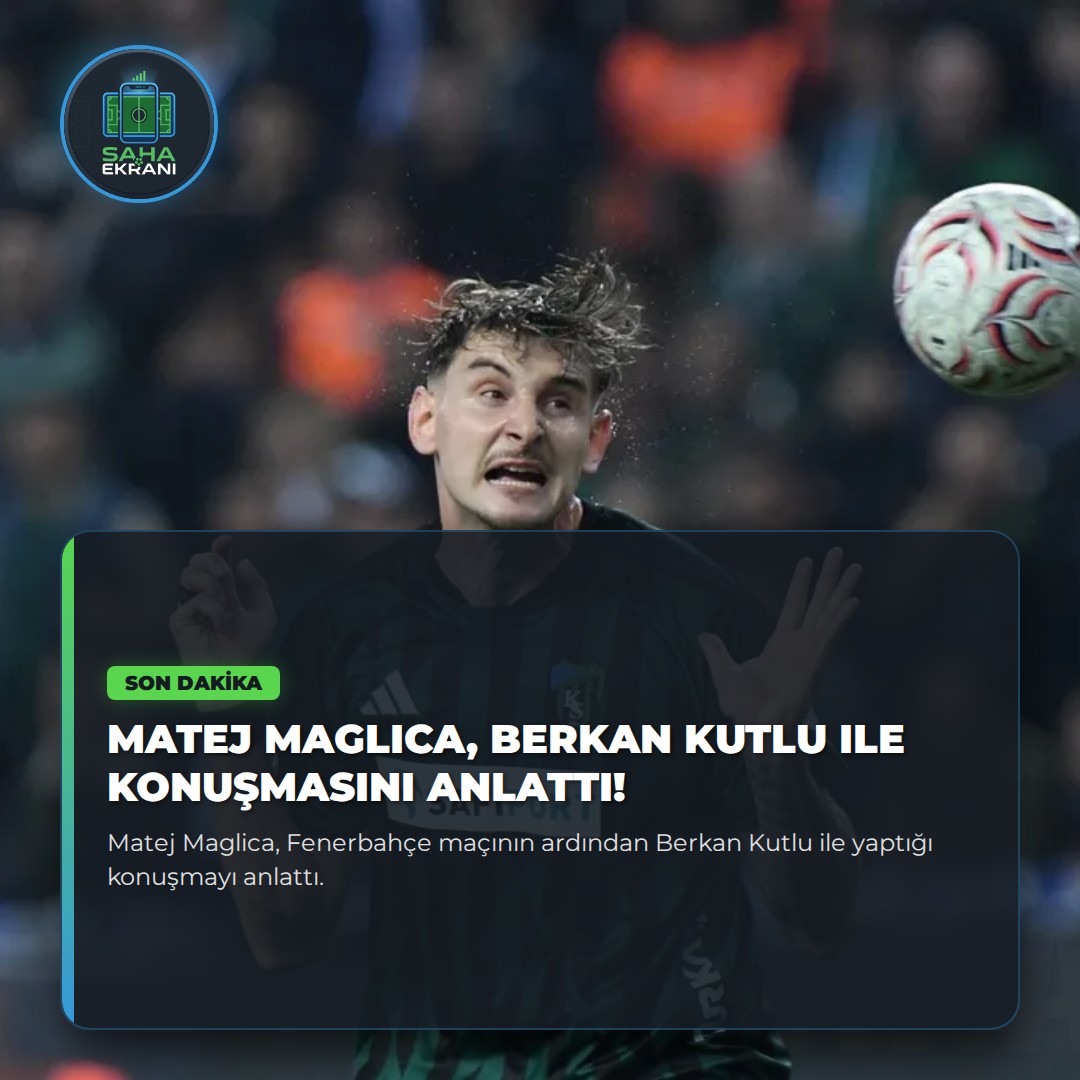 SAHA
EKRANI
SON DAKİKA
MATEJ MAGLICA, BERKAN KUTLU ILE
KONUŞMASINI ANLATTI!
Matej Maglica, Fenerbahçe maçının ardından Berkan Kutlu ile yaptığı
konuşmayı anlattı.